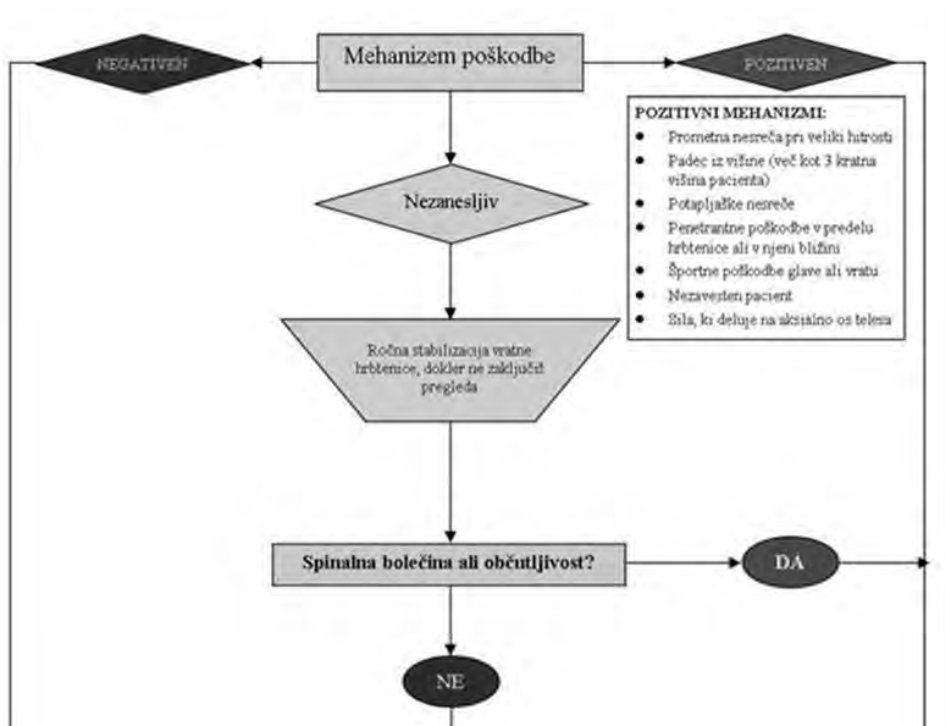 NEGATIVEN
Mehanizem poškodbe
POZITIVEN
POZITIVNI MEHANIZMI:
● Prometna nesreča pri veliki hitrosti
● Padec iz višine (več kot 3 kratna
višina pacienta)
● Potapljaške nesreče
● Penetrantne poškodbe v predelu
hrbtenice ali v njeni bližini
● Športne poškodbe glave ali vratu
● Nezavesten pacient
● Sila, ki deluje na aksialno os telesa
Nezanesljiv
Ročna stabilizacija vratne
hrbtenice, dokler ne zaključiš
pregleda
Spinalna bolečina ali občutljivost?
DA
NE